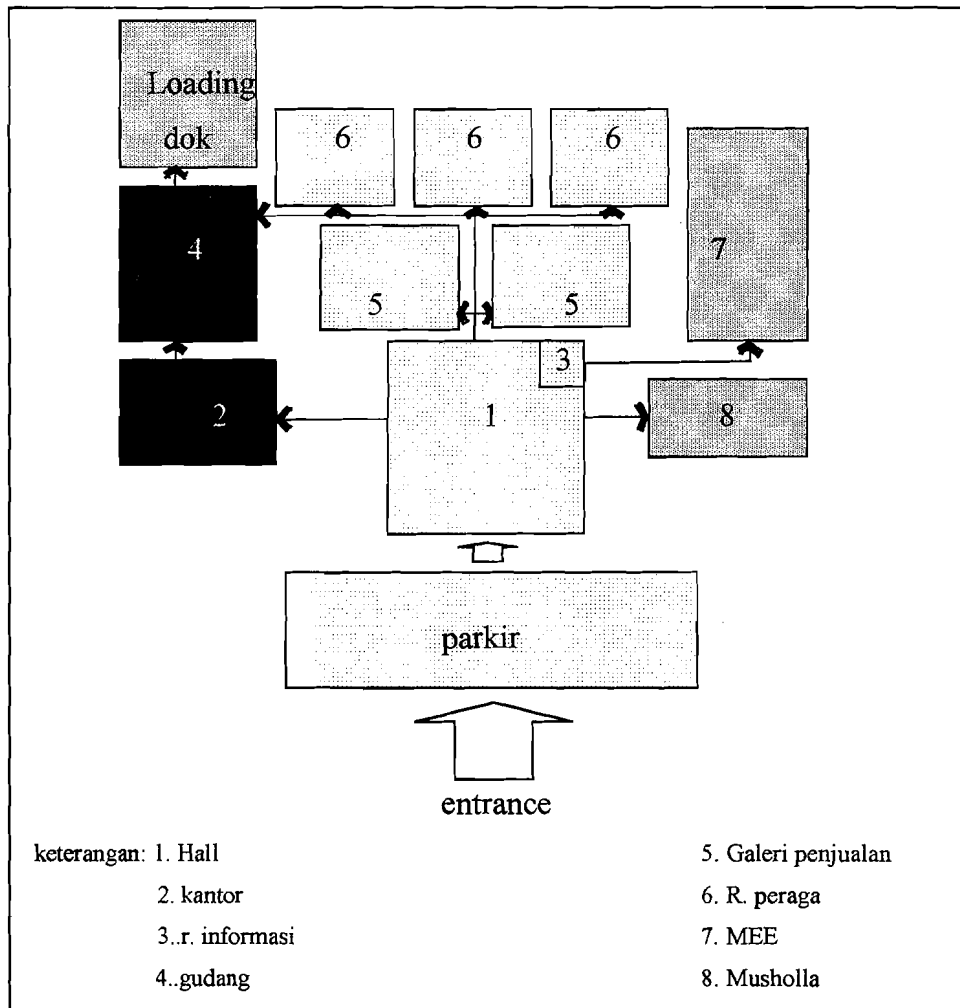 Loading
dok
6
6
6
4
7
5
5
3
2
1
8
parkir
entrance
keterangan: 1. Hall
2. kantor
3..r. informasi
4..gudang
5. Galeri penjualan
6. R. peraga
7. MEE
8. Musholla